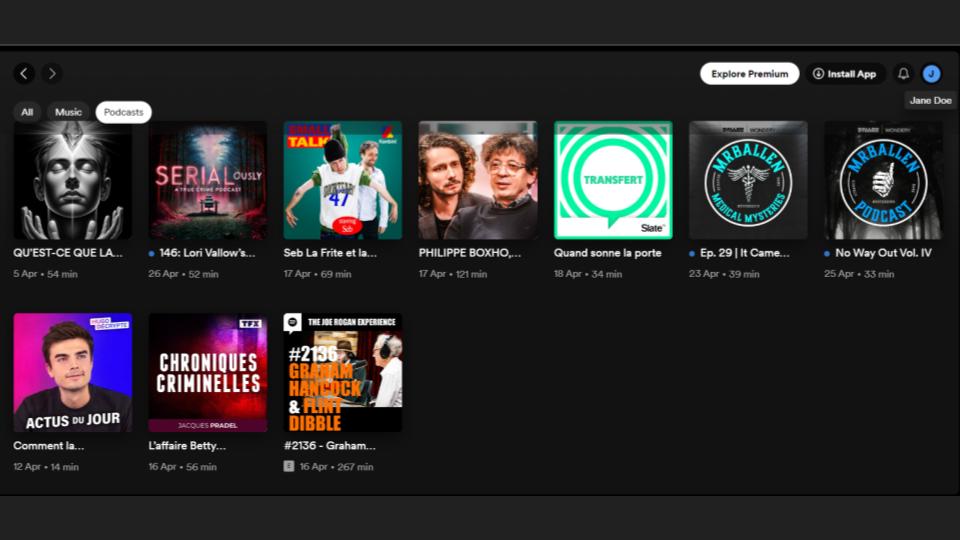 Explore Premium
Install App
J
Jane Doe
All
Music
Podcasts
SERIALously
A TRUE CRIME PODCAST
SMALL
TALK
Konbini
47
starring
Seb
TRANSFERT
Slate
WONDERY
MRBALLEN
MEDICAL MYSTERIES
WONDERY
MRBALLEN
PODCAST
QU'EST-CE QUE LA...
146: Lori Vallow's...
Seb La Frite et la...
PHILIPPE BOXHO,...
Quand sonne la porte
Ep. 29 | It Came...
No Way Out Vol. IV
5 Apr • 54 min
26 Apr • 52 min
17 Apr • 69 min
17 Apr • 121 min
18 Apr • 34 min
23 Apr • 39 min
25 Apr • 33 min
HUGO
DÉCRYPTE
ACTUS DU JOUR
TFX
CHRONIQUES
CRIMINELLES
JACQUES PRADEL
THE JOE ROGAN EXPERIENCE
#2136
GRAHAM
HANCOCK
& FLINT
DIBBLE
Comment la...
L'affaire Betty...
#2136 - Graham...
12 Apr • 14 min
16 Apr • 56 min
E 16 Apr • 267 min